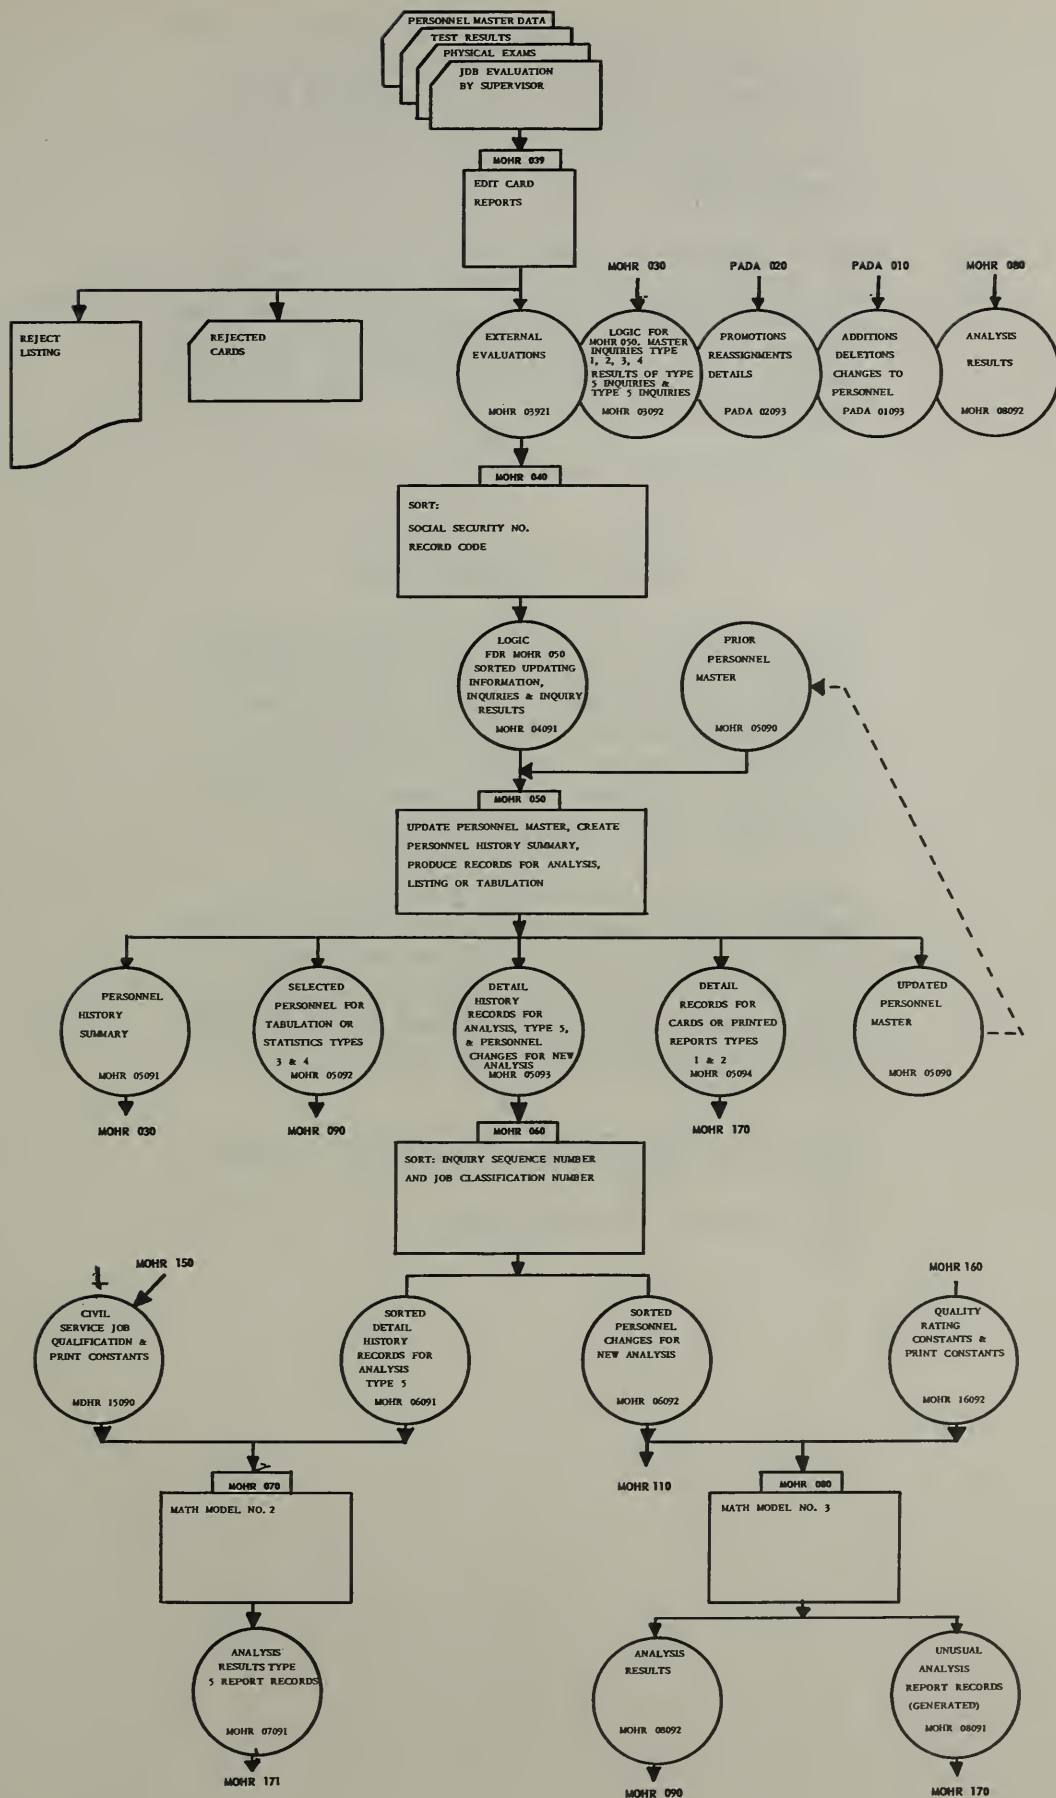 PERSONNEL MASTER DATA
TEST RESULTS
PHYSICAL EXAMS
JDB EVALUATION
BY SUPERVISOR
MOHR 039
EDIT CARD
REPORTS
MOHR 030
PADA 020
PADA 010
MOHR 080
REJECT
LISTING
REJECTED
CARDS
EXTERNAL
EVALUATIONS
MOHR 03921
LOGIC FOR
MOHR 050. MASTER
INQUIRIES TYPE
1, 2, 3, 4
RESULTS OF TYPE
5 INQUIRIES &
TYPE 5 INQUIRIES
MOHR 03092
PROMOTIONS
REASSIGNMENTS
DETAILS
PADA 02093
ADDITIONS
DELETIONS
CHANGES TO
PERSONNEL
PADA 01093
ANALYSIS
RESULTS
MOHR 08092
MOHR 040
SORT:
SOCIAL SECURITY NO.
RECORD CODE
LOGIC
FDR MOHR 050
SORTED UPDATING
INFORMATION,
INQUIRIES & INQUIRY
RESULTS
MOHR 04091
PRIOR
PERSONNEL
MASTER
MOHR 05090
MOHR 050
UPDATE PERSONNEL MASTER, CREATE
PERSONNEL HISTORY SUMMARY,
PRODUCE RECORDS FOR ANALYSIS,
LISTING OR TABULATION
PERSONNEL
HISTORY
SUMMARY
MOHR 05091
SELECTED
PERSONNEL FOR
TABULATION OR
STATISTICS TYPES
3 & 4
MOHR 05092
DETAIL
HISTORY
RECORDS FOR
ANALYSIS, TYPE 5,
& PERSONNEL
CHANGES FOR NEW
ANALYSIS
MOHR 05093
DETAIL
RECORDS FOR
CARDS OR PRINTED
REPORTS TYPES
1 & 2
MOHR 05094
UPDATED
PERSONNEL
MASTER
MOHR 05090
MOHR 030
MOHR 090
MOHR 170
MOHR 060
SORT: INQUIRY SEQUENCE NUMBER
AND JOB CLASSIFICATION NUMBER
MOHR 150
MOHR 160
CIVIL
SERVICE JOB
QUALIFICATION &
PRINT CONSTANTS
MDHR 15090
SORTED
DETAIL
HISTORY
RECORDS FOR
ANALYSIS
TYPE 5
MOHR 06091
SORTED
PERSONNEL
CHANGES FOR
NEW ANALYSIS
MOHR 06092
QUALITY
RATING
CONSTANTS &
PRINT CONSTANTS
MOHR 16092
MOHR 110
MOHR 070
MATH MODEL NO. 2
MOHR 080
MATH MODEL NO. 3
ANALYSIS
RESULTS TYPE
5 REPORT RECORDS
MOHR 07091
ANALYSIS
RESULTS
MOHR 08092
UNUSUAL
ANALYSIS
REPORT RECORDS
(GENERATED)
MOHR 08091
MOHR 171
MOHR 090
MOHR 170